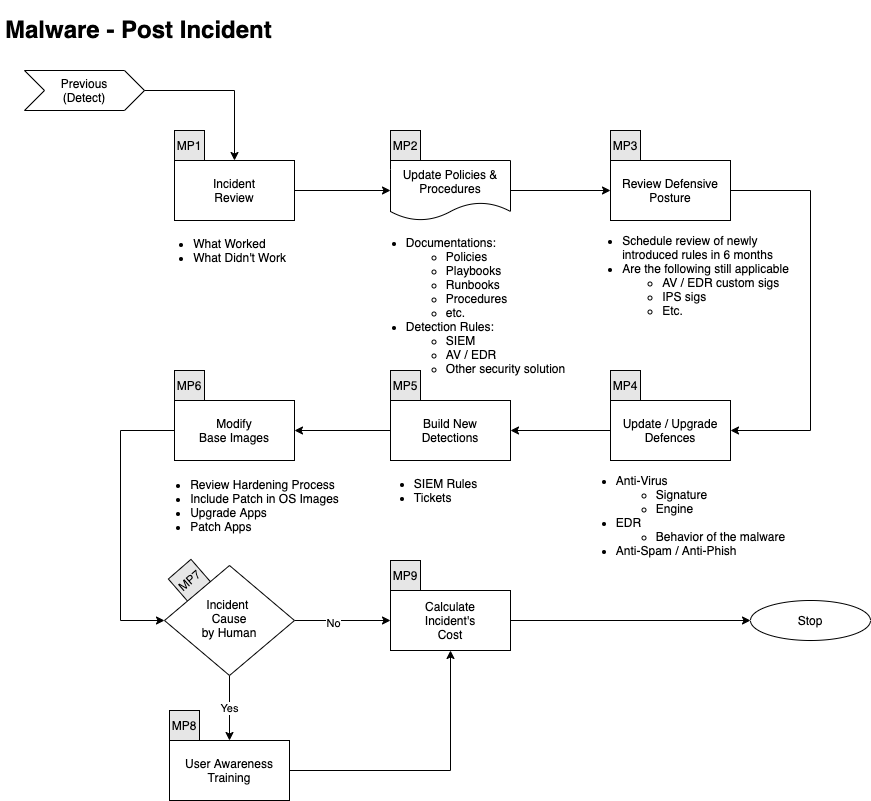 Malware - Post Incident
Previous
(Detect)
MP1
Incident
Review
• What Worked
• What Didn't Work
MP2
Update Policies &
Procedures
• Documentations:
◦ Policies
◦ Playbooks
◦ Runbooks
◦ Procedures
◦ etc.
• Detection Rules:
◦ SIEM
◦ AV / EDR
◦ Other security solution
MP3
Review Defensive
Posture
• Schedule review of newly
introduced rules in 6 months
• Are the following still applicable
◦ AV / EDR custom sigs
◦ IPS sigs
◦ Etc.
MP4
Update / Upgrade
Defences
• Anti-Virus
◦ Signature
◦ Engine
• EDR
◦ Behavior of the malware
• Anti-Spam / Anti-Phish
MP5
Build New
Detections
• SIEM Rules
• Tickets
MP6
Modify
Base Images
• Review Hardening Process
• Include Patch in OS Images
• Upgrade Apps
• Patch Apps
MP7
Incident
Cause
by Human
No
Yes
MP8
User Awareness
Training
MP9
Calculate
Incident's
Cost
Stop